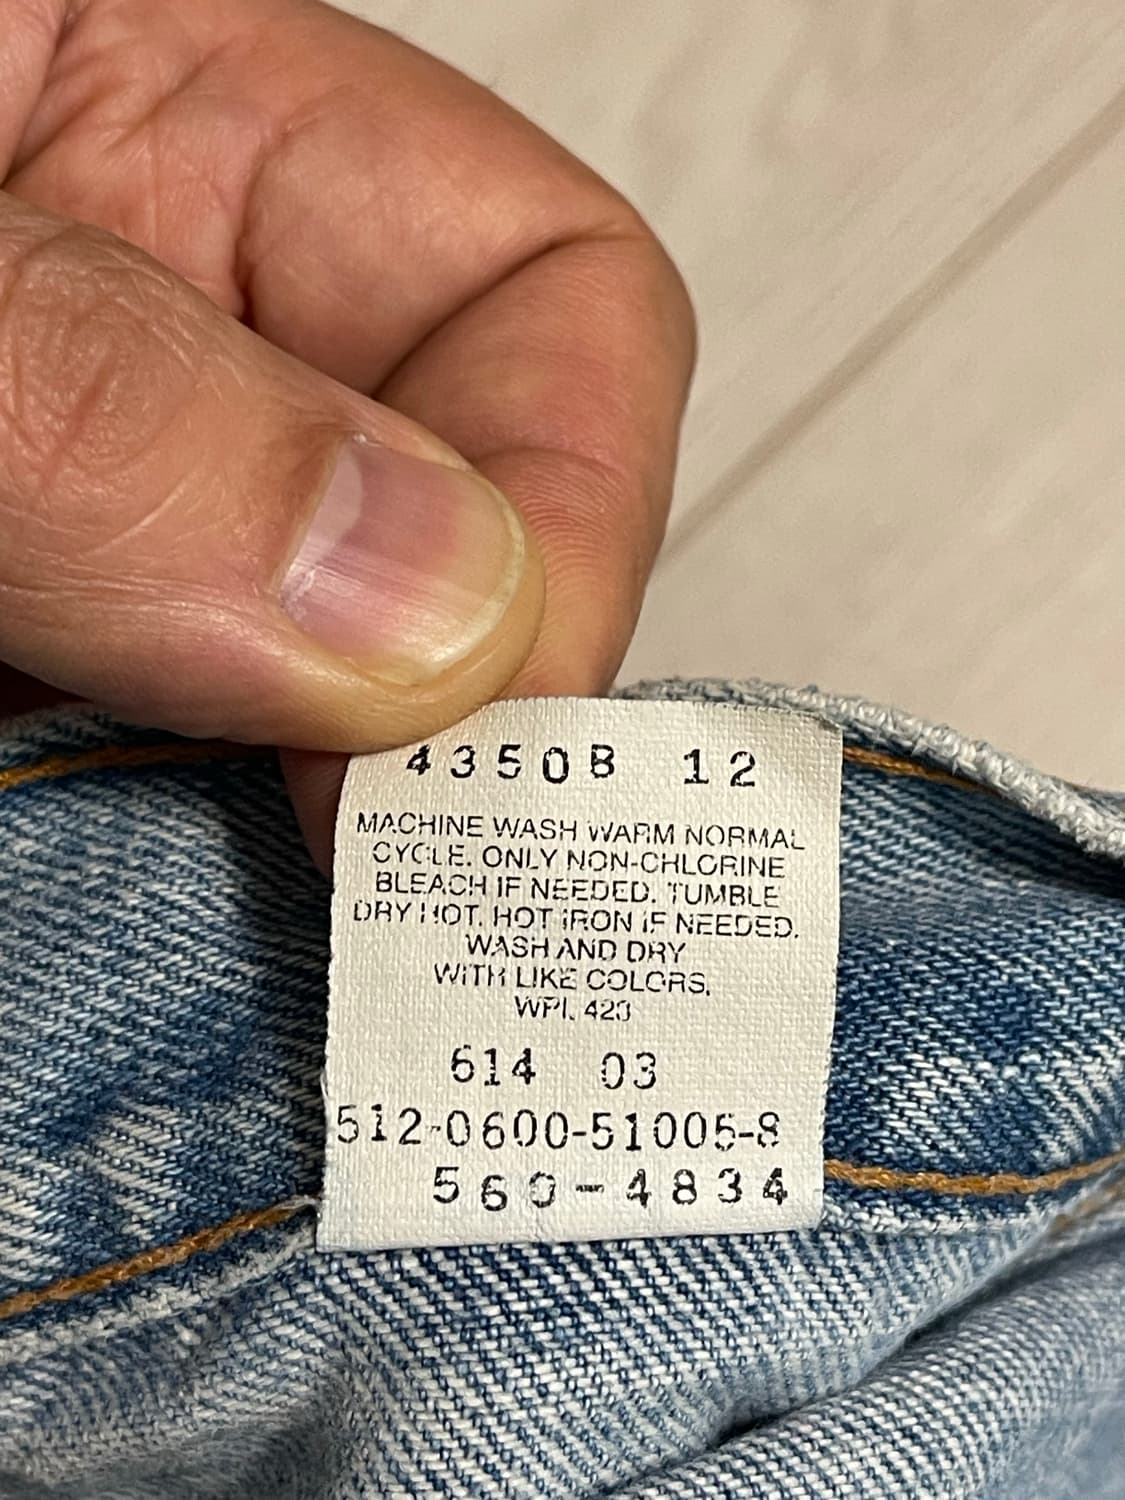 4350B 12
MACHINE WASH WARM NORMAL
CYCLE. ONLY NON-CHLORINE
BLEACH IF NEEDED. TUMBLE
DRY HOT. HOT IRON IF NEEDED.
WASH AND DRY
WITH LIKE COLORS.
WPL 423
614 03
512-0600-51005-8
560-4834